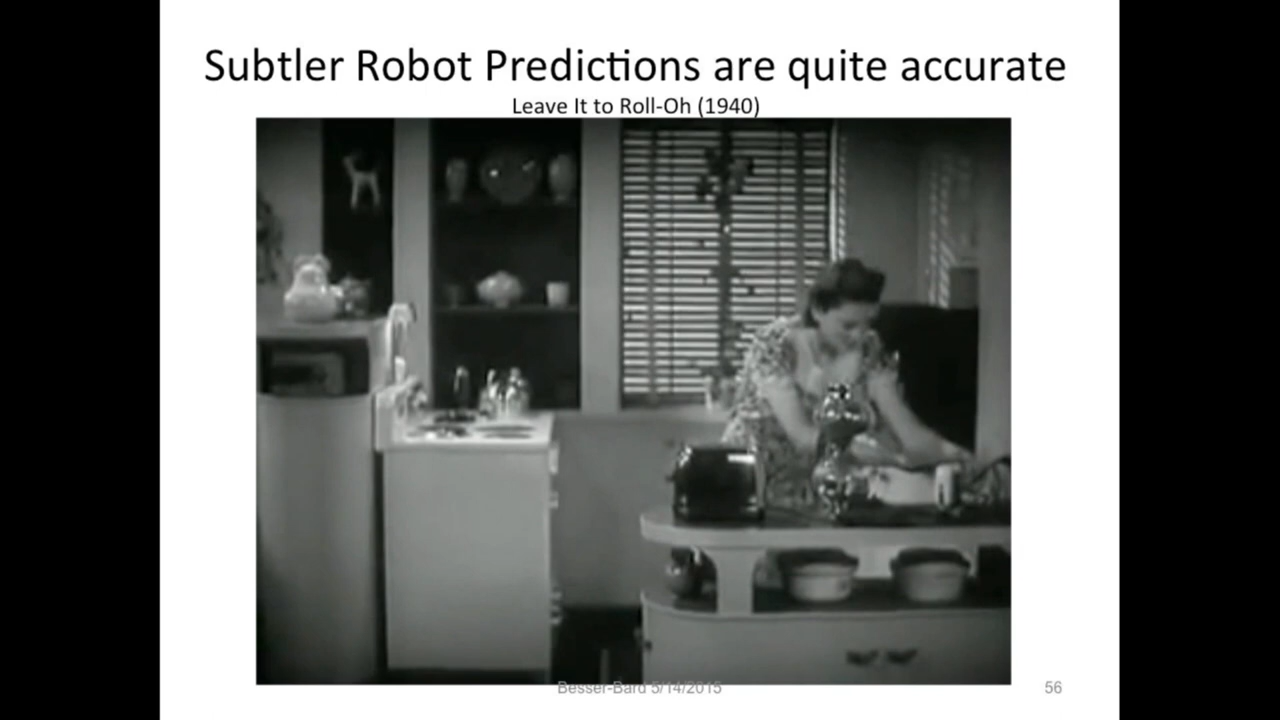 Subtler Robot Predictions are quite accurate
Leave It to Roll-Oh (1940)
Besser-Bard 5/14/2015
56